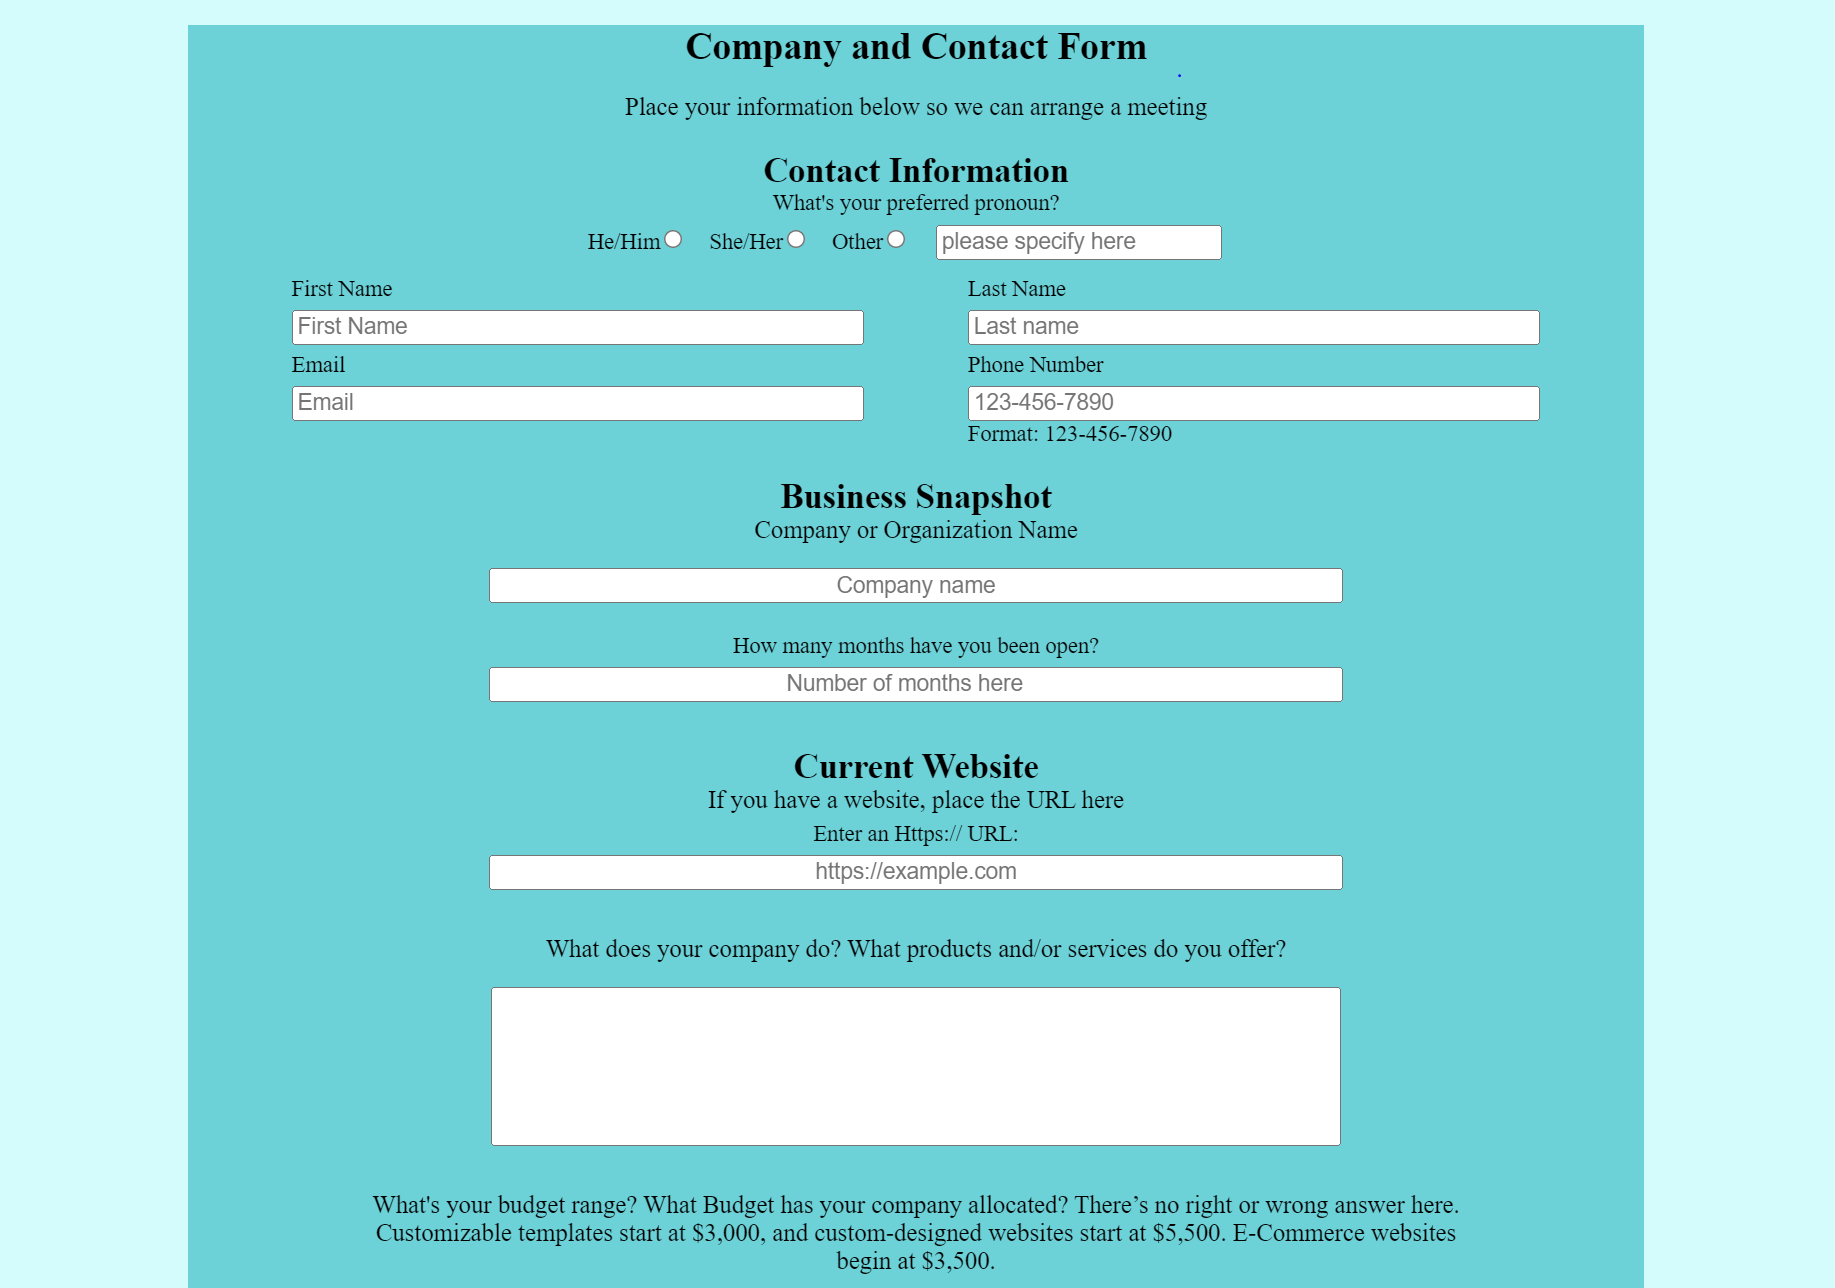 Company and Contact Form
.
Place your information below so we can arrange a meeting
Contact Information
What's your preferred pronoun?
He/Him She/Her Other please specify here
First Name Last Name
First Name Last name
Email Phone Number
Email 123-456-7890
Format: 123-456-7890
Business Snapshot
Company or Organization Name
Company name
How many months have you been open?
Number of months here
Current Website
If you have a website, place the URL here
Enter an Https:// URL:
https://example.com
What does your company do? What products and/or services do you offer?
What's your budget range? What Budget has your company allocated? There’s no right or wrong answer here.
Customizable templates start at $3,000, and custom-designed websites start at $5,500. E-Commerce websites
begin at $3,500.